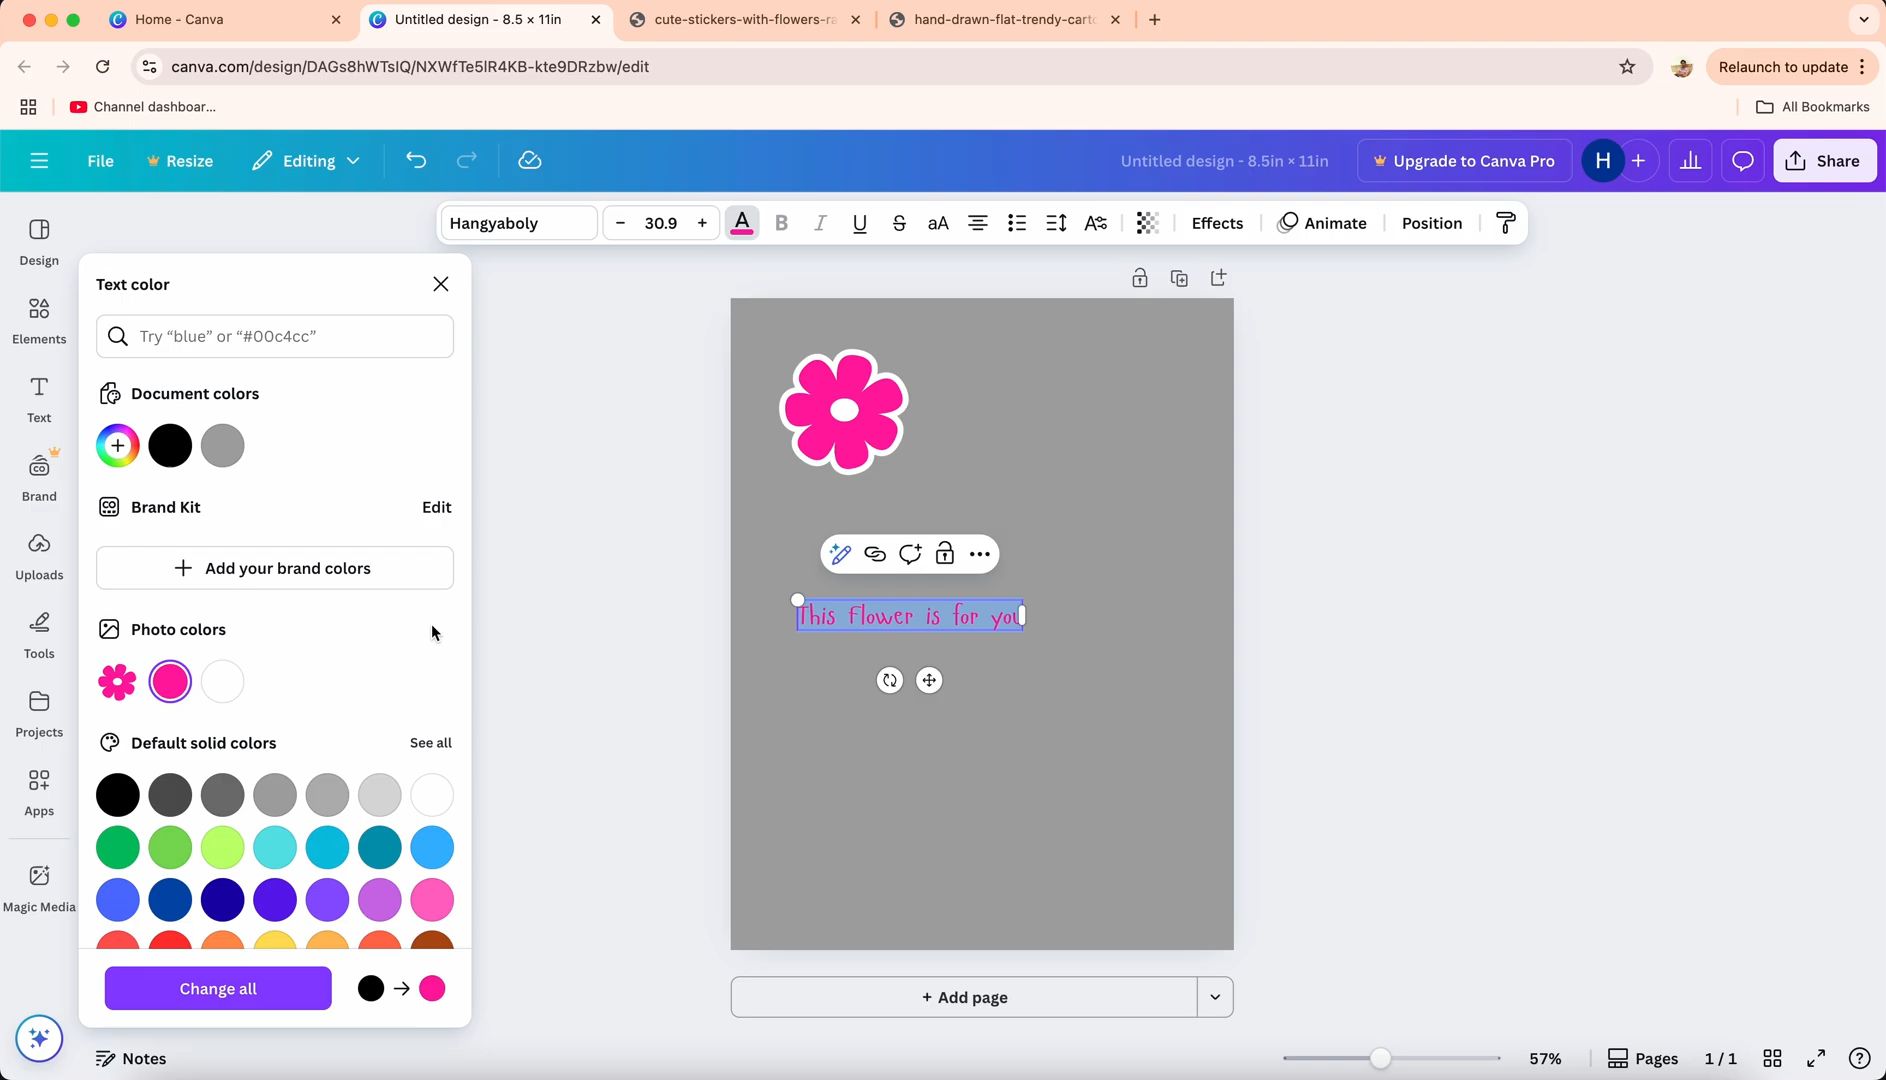 Home - Canva
Untitled design - 8.5 × 11in
cute-stickers-with-flowers-ra
hand-drawn-flat-trendy-carto
canva.com/design/DAGs8hWTsIQ/NXWfTe5lR4KB-kte9DRzbw/edit
Relaunch to update
Channel dashboar...
All Bookmarks
File
Resize
Editing
Untitled design - 8.5in × 11in
Upgrade to Canva Pro
H
Share
Hangyaboly
– 30.9 +
A
B
I
U
S
aA
Effects
Animate
Position
Design
Elements
Text
Brand
Uploads
Tools
Projects
Apps
Magic Media
Text color
Try “blue” or “#00c4cc”
Document colors
Brand Kit
Edit
+ Add your brand colors
Photo colors
Default solid colors
See all
Change all
This flower is for you
+ Add page
Notes
57%
Pages
1 / 1